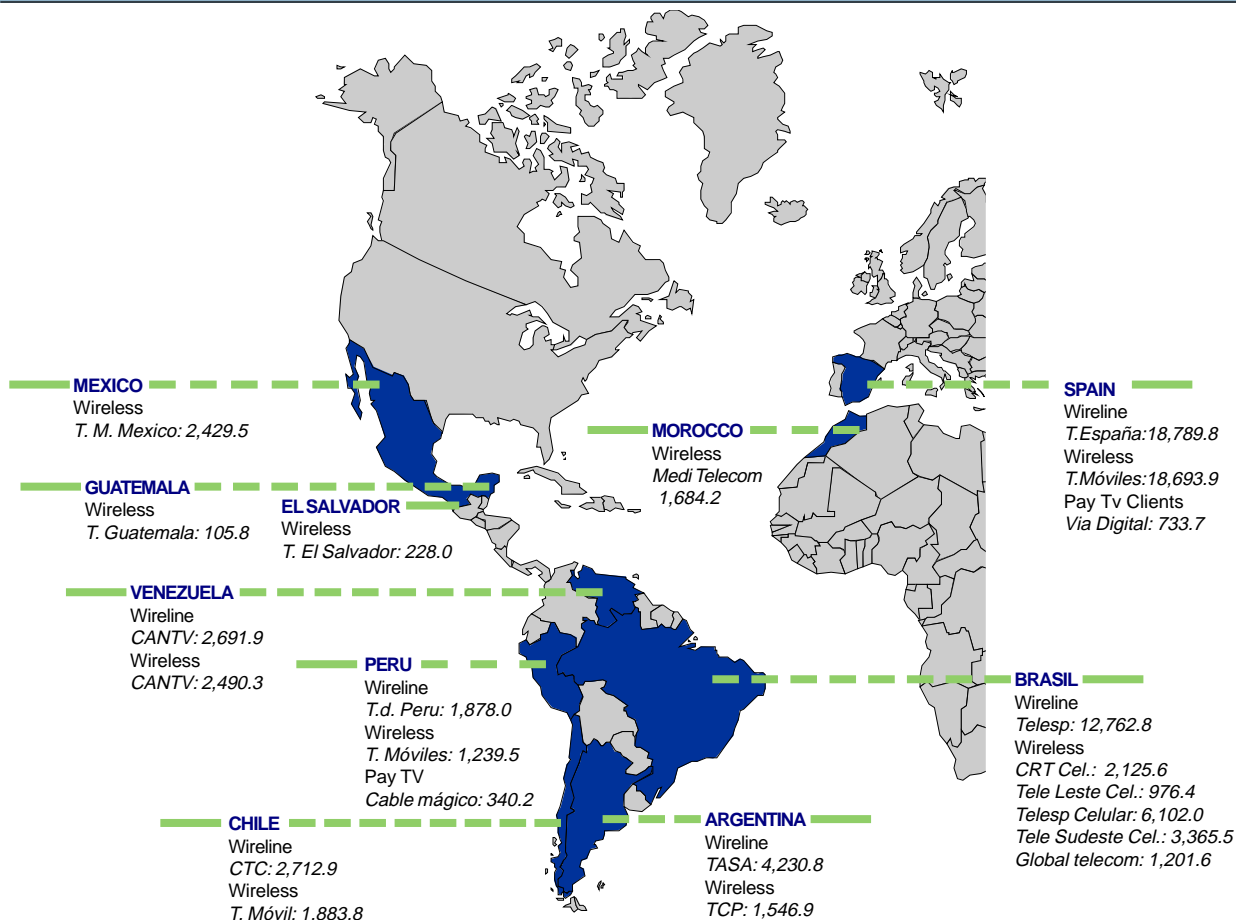 MEXICO
Wireless
T. M. Mexico: 2,429.5
GUATEMALA
Wireless
T. Guatemala: 105.8
EL SALVADOR
Wireless
T. El Salvador: 228.0
MOROCCO
Wireless
Medi Telecom
1,684.2
SPAIN
Wireline
T.España:18,789.8
Wireless
T.Móviles:18,693.9
Pay Tv Clients
Via Digital: 733.7
VENEZUELA
Wireline
CANTV: 2,691.9
Wireless
CANTV: 2,490.3
PERU
Wireline
T.d. Peru: 1,878.0
Wireless
T. Móviles: 1,239.5
Pay TV
Cable mágico: 340.2
BRASIL
Wireline
Telesp: 12,762.8
Wireless
CRT Cel.: 2,125.6
Tele Leste Cel.: 976.4
Telesp Celular: 6,102.0
Tele Sudeste Cel.: 3,365.5
Global telecom: 1,201.6
CHILE
Wireline
CTC: 2,712.9
Wireless
T. Móvil: 1,883.8
ARGENTINA
Wireline
TASA: 4,230.8
Wireless
TCP: 1,546.9